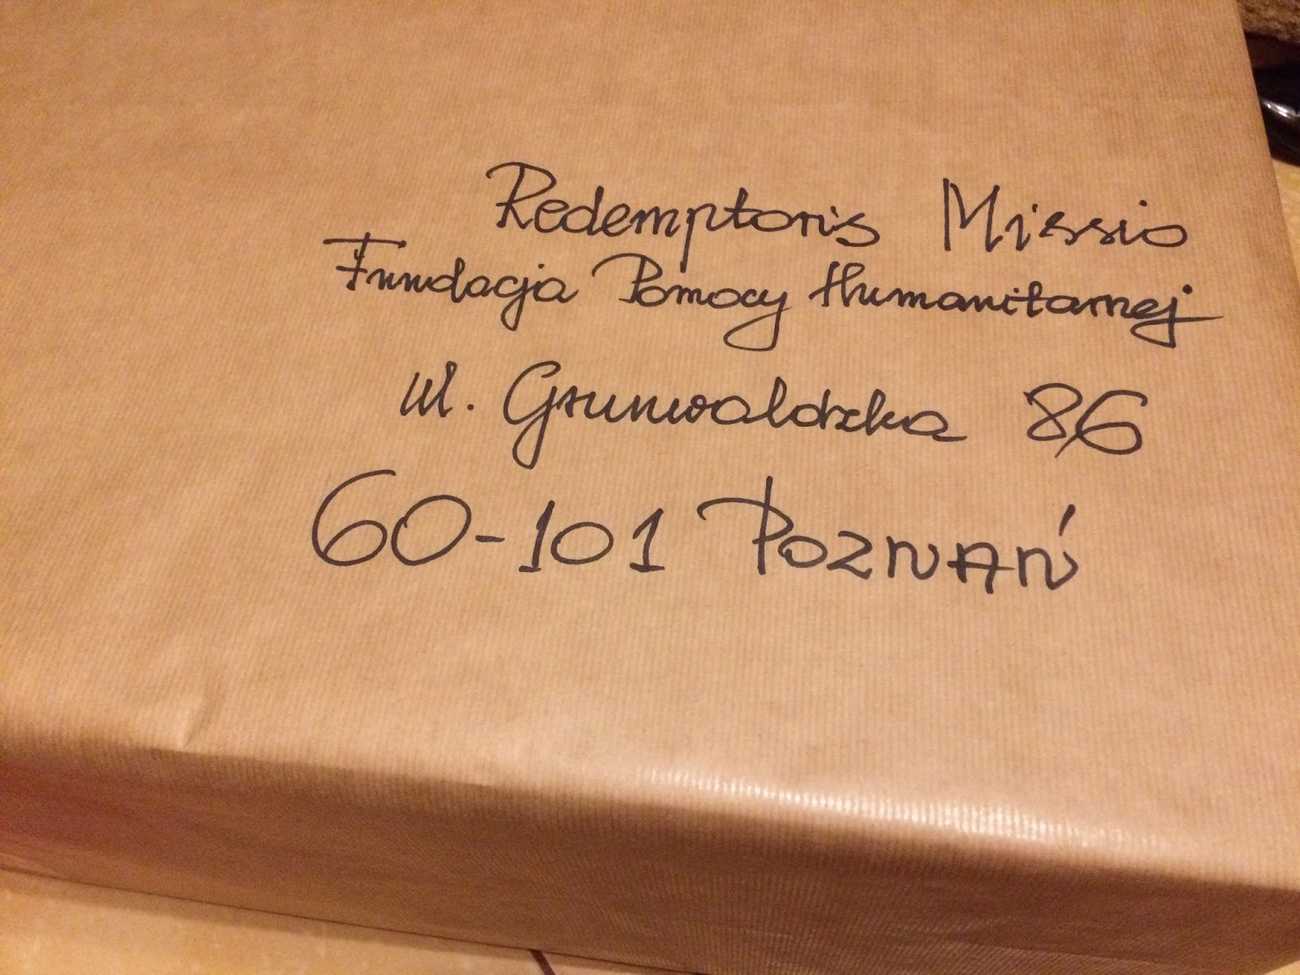 Redemptoris Missio
Fundacja Pomocy Humanitarnej
ul. Grunwaldzka 86
60-101 Poznań